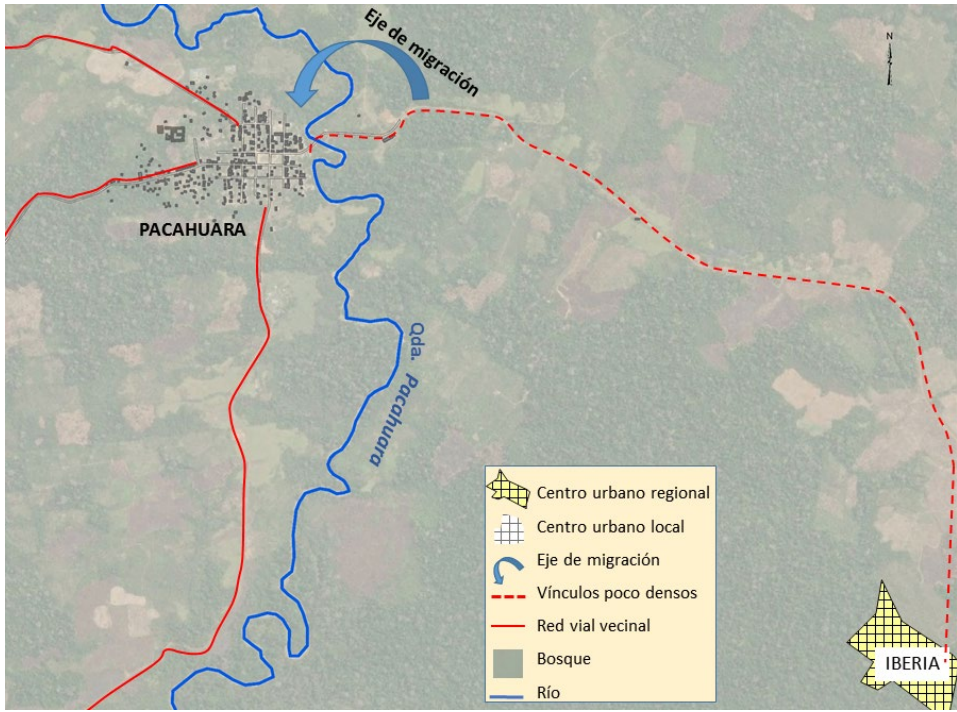 Eje de migración
N
PACAHUARA
Qda. Pacahuara
Centro urbano regional
Centro urbano local
Eje de migración
Vínculos poco densos
Red vial vecinal
Bosque
Río
IBERIA